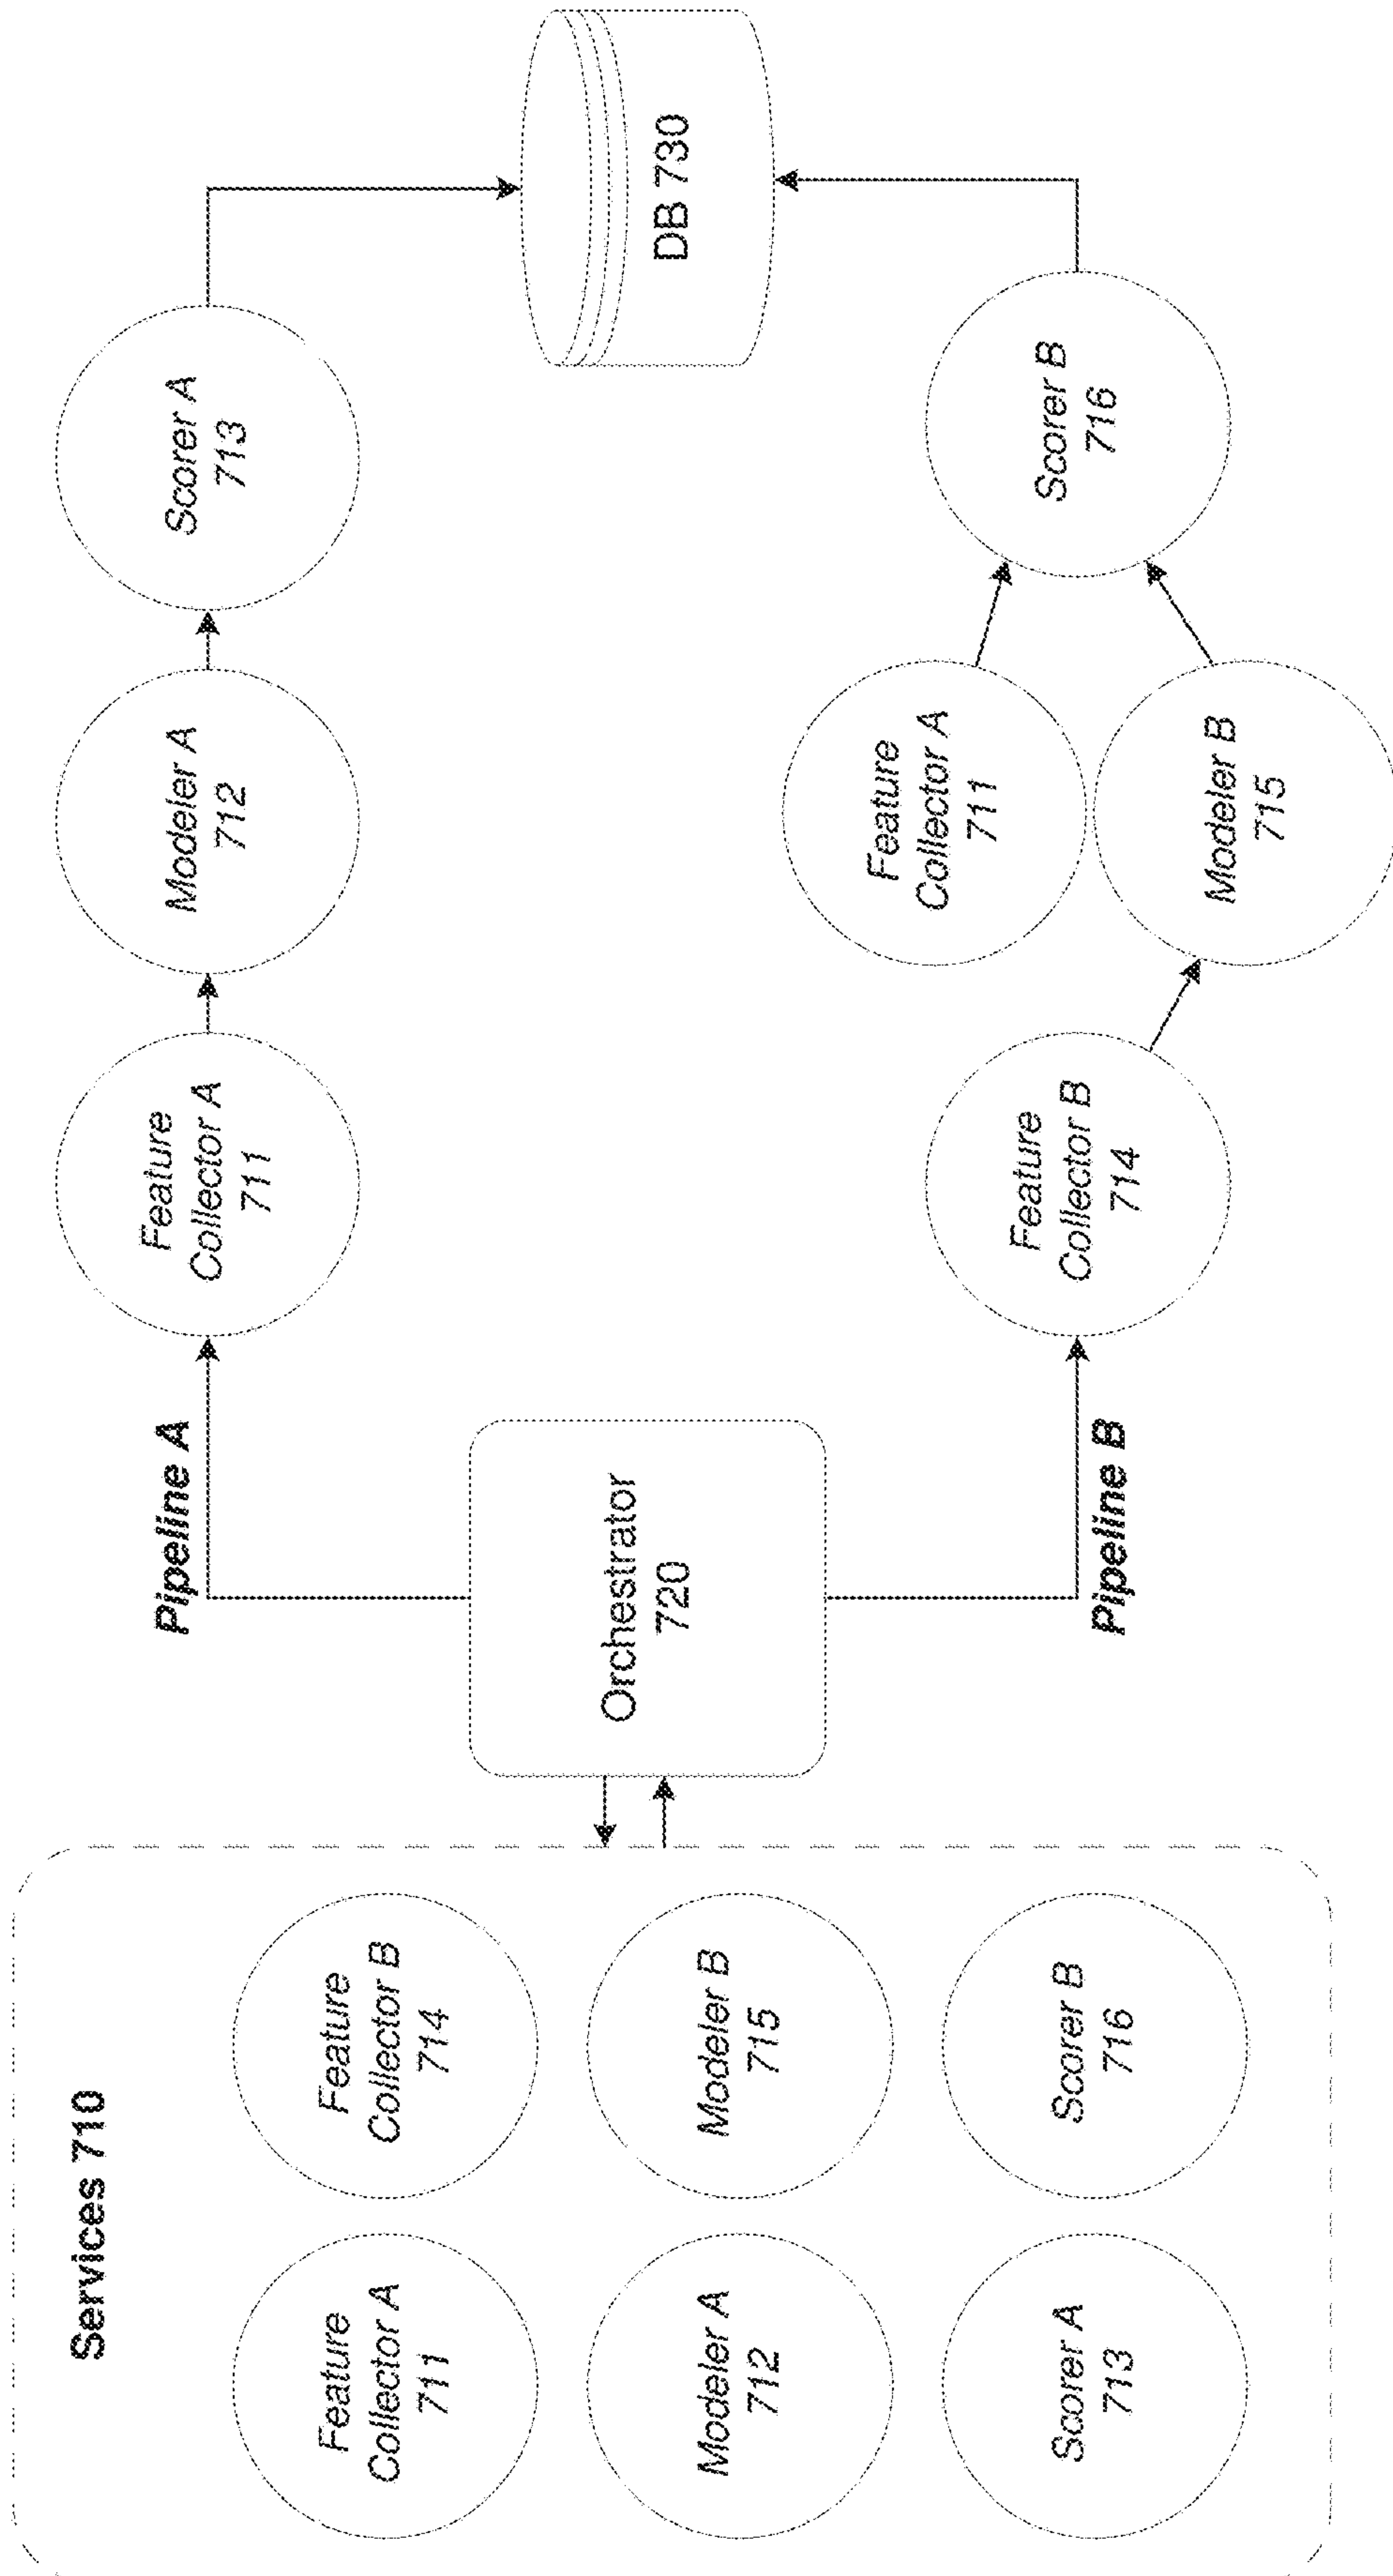 Services 710
Feature
Collector A
711
Feature
Collector B
714
Modeler A
712
Modeler B
715
Scorer A
713
Scorer B
716
Orchestrator
720
Pipeline A
Feature
Collector A
711
Modeler A
712
Scorer A
713
Pipeline B
Feature
Collector B
714
Feature
Collector A
711
Modeler B
715
Scorer B
716
DB 730